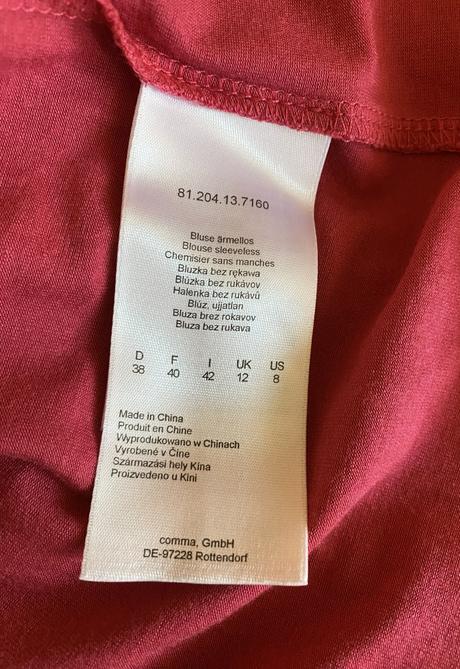 81.204.13.7160
Bluse ärmellos
Blouse sleeveless
Chemisier sans manches
Bluzka bez rękawa
Blúzka bez rukávov
Halenka bez rukávů
Blúz, ujjatlan
Bluza brez rokavov
Bluza bez rukava
D F I UK US
38 40 42 12 8
Made in China
Produit en Chine
Wyprodukowano w Chinach
Vyrobené v Číne
Származási hely Kína
Proizvedeno u Kini
comma, GmbH
DE-97228 Rottendorf